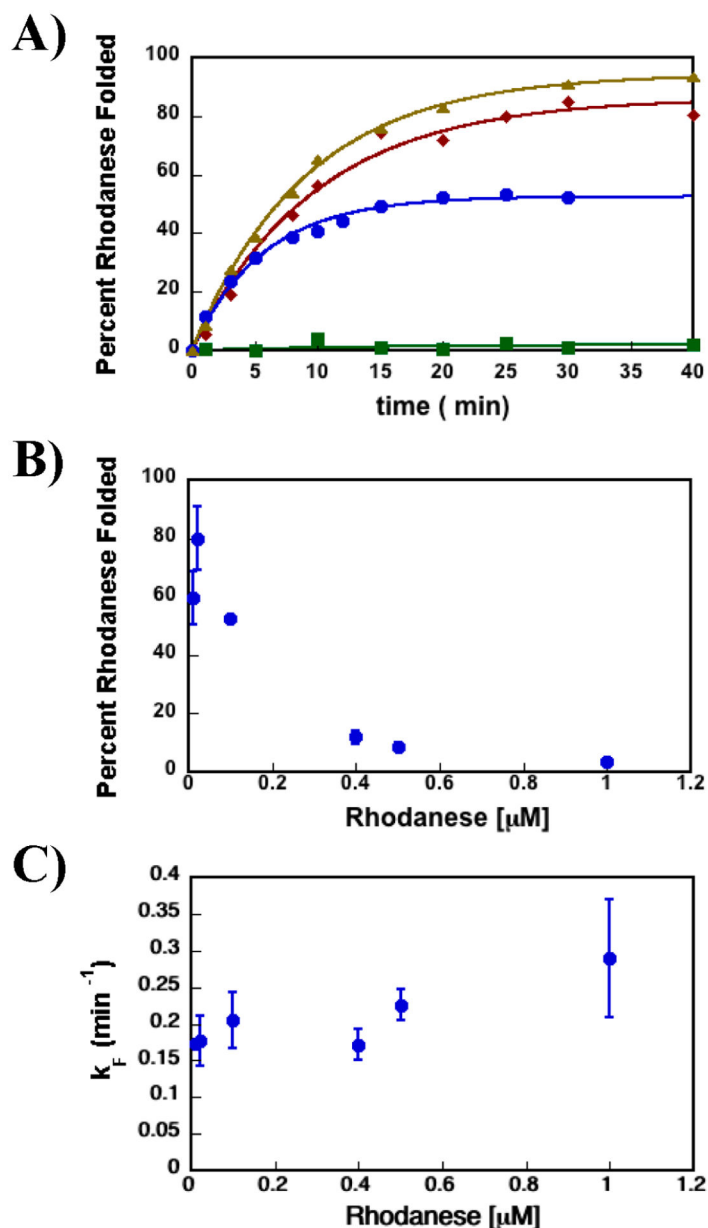 A)
Percent Rhodanese Folded
100
80
60
40
20
0
0 5 10 15 20 25 30 35 40
time ( min)
B)
Percent Rhodanese Folded
100
80
60
40
20
0
0 0.2 0.4 0.6 0.8 1 1.2
Rhodanese [µM]
C)
k_F (min⁻¹)
0.4
0.35
0.3
0.25
0.2
0.15
0.1
0.05
0
0 0.2 0.4 0.6 0.8 1 1.2
Rhodanese [µM]